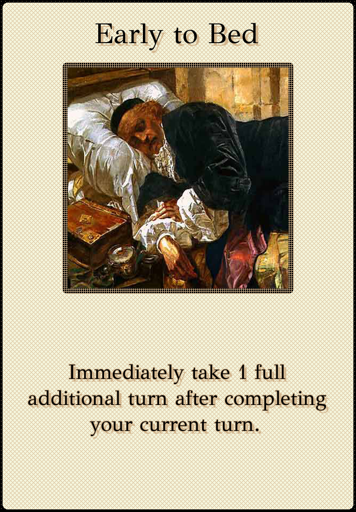 Early to Bed
Immediately take 1 full
additional turn after completing
your current turn.